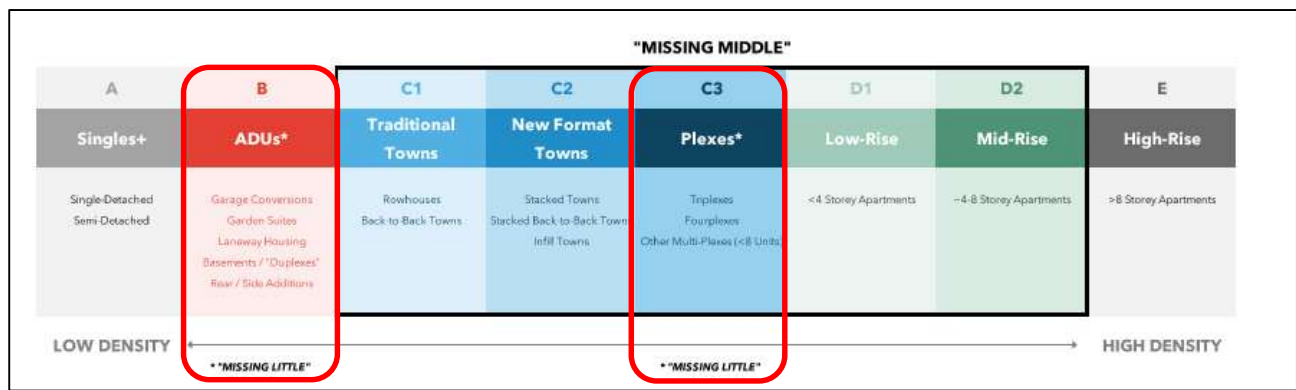 "MISSING MIDDLE"
A
B
C1
C2
C3
D1
D2
E
Singles+
ADUs*
Traditional
Towns
New Format
Towns
Plexes*
Low-Rise
Mid-Rise
High-Rise
Single-Detached
Semi-Detached
Garage Conversions
Garden Suites
Laneway Housing
Basements / "Duplexes"
Rear / Side Additions
Rowhouses
Back-to-Back Towns
Stacked Towns
Stacked Back-to-Back Town
Infill Towns
Triplexes
Fourplexes
Other Multi-Plexes (<8 Units)
<4 Storey Apartments
~4-8 Storey Apartments
>8 Storey Apartments
LOW DENSITY
HIGH DENSITY
* "MISSING LITTLE"
* "MISSING LITTLE"